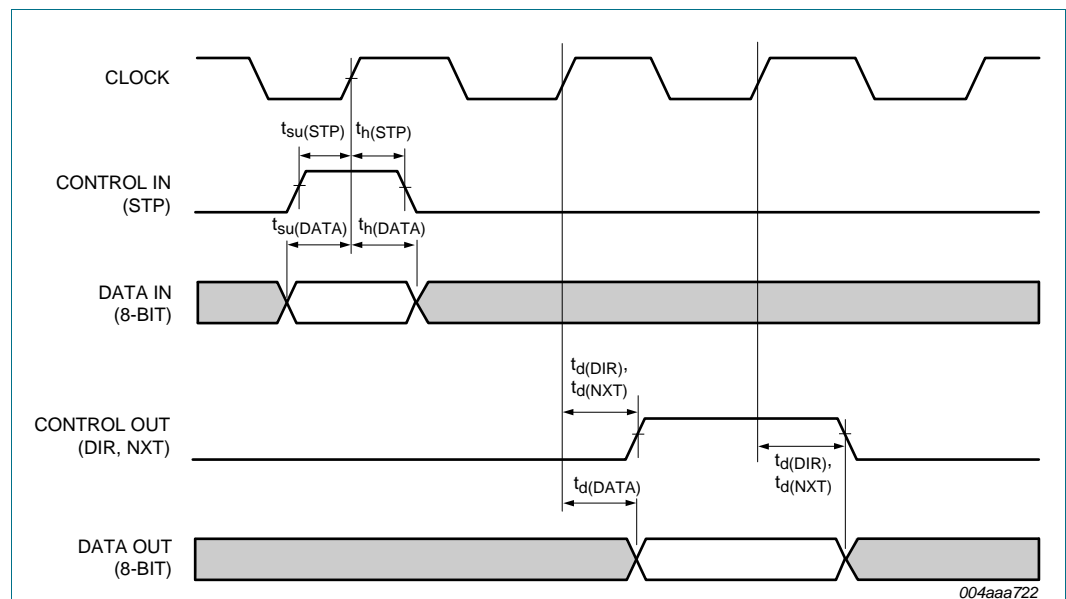 CLOCK
tsu(STP) th(STP)
CONTROL IN
(STP)
tsu(DATA) th(DATA)
DATA IN
(8-BIT)
td(DIR),
td(NXT)
CONTROL OUT
(DIR, NXT)
td(DIR),
td(NXT)
td(DATA)
DATA OUT
(8-BIT)
004aaa722